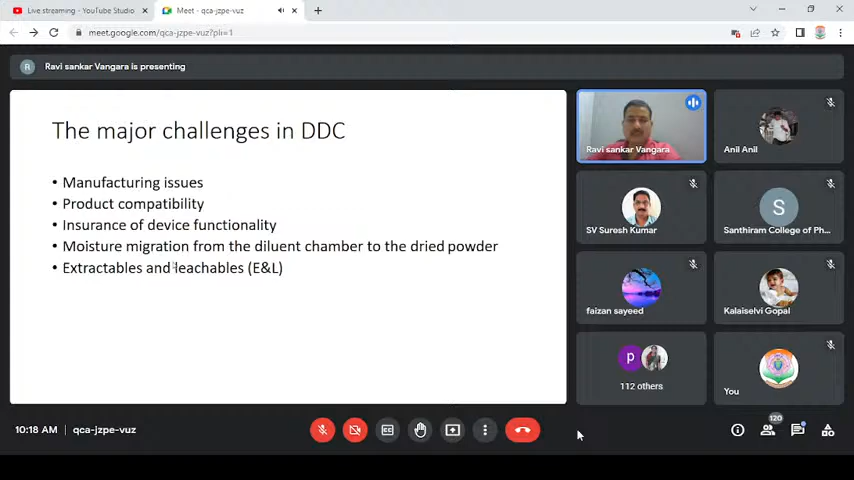 Live streaming - YouTube Studio
Meet - qca-jzpe-vuz
meet.google.com/qca-jzpe-vuz?pli=1
R
Ravi sankar Vangara is presenting
The major challenges in DDC
• Manufacturing issues
• Product compatibility
• Insurance of device functionality
• Moisture migration from the diluent chamber to the dried powder
• Extractables and leachables (E&L)
Ravi sankar Vangara
Anil Anil
SV Suresh Kumar
S
Santhiram College of Ph...
faizan sayeed
Kalaiselvi Gopal
P
112 others
You
10:18 AM | qca-jzpe-vuz
120